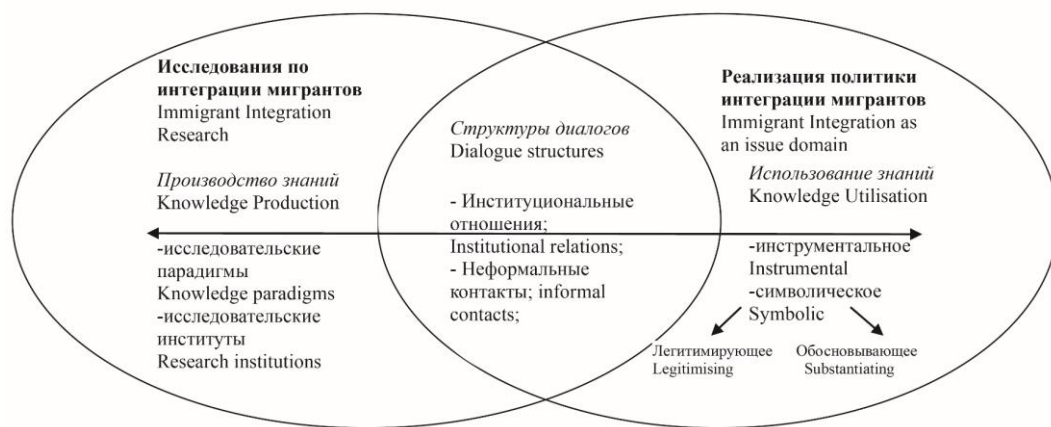 Исследования по
интеграции мигрантов
Immigrant Integration
Research
Производство знаний
Knowledge Production
-исследовательские
парадигмы
Knowledge paradigms
-исследовательские
институты
Research institutions
Структуры диалогов
Dialogue structures
- Институциональные
отношения;
Institutional relations;
- Неформальные
контакты; informal
contacts;
Реализация политики
интеграции мигрантов
Immigrant Integration as
an issue domain
Использование знаний
Knowledge Utilisation
-инструментальное
Instrumental
-символическое
Symbolic
Легитимирующее
Legitimising
Обосновывающее
Substantiating